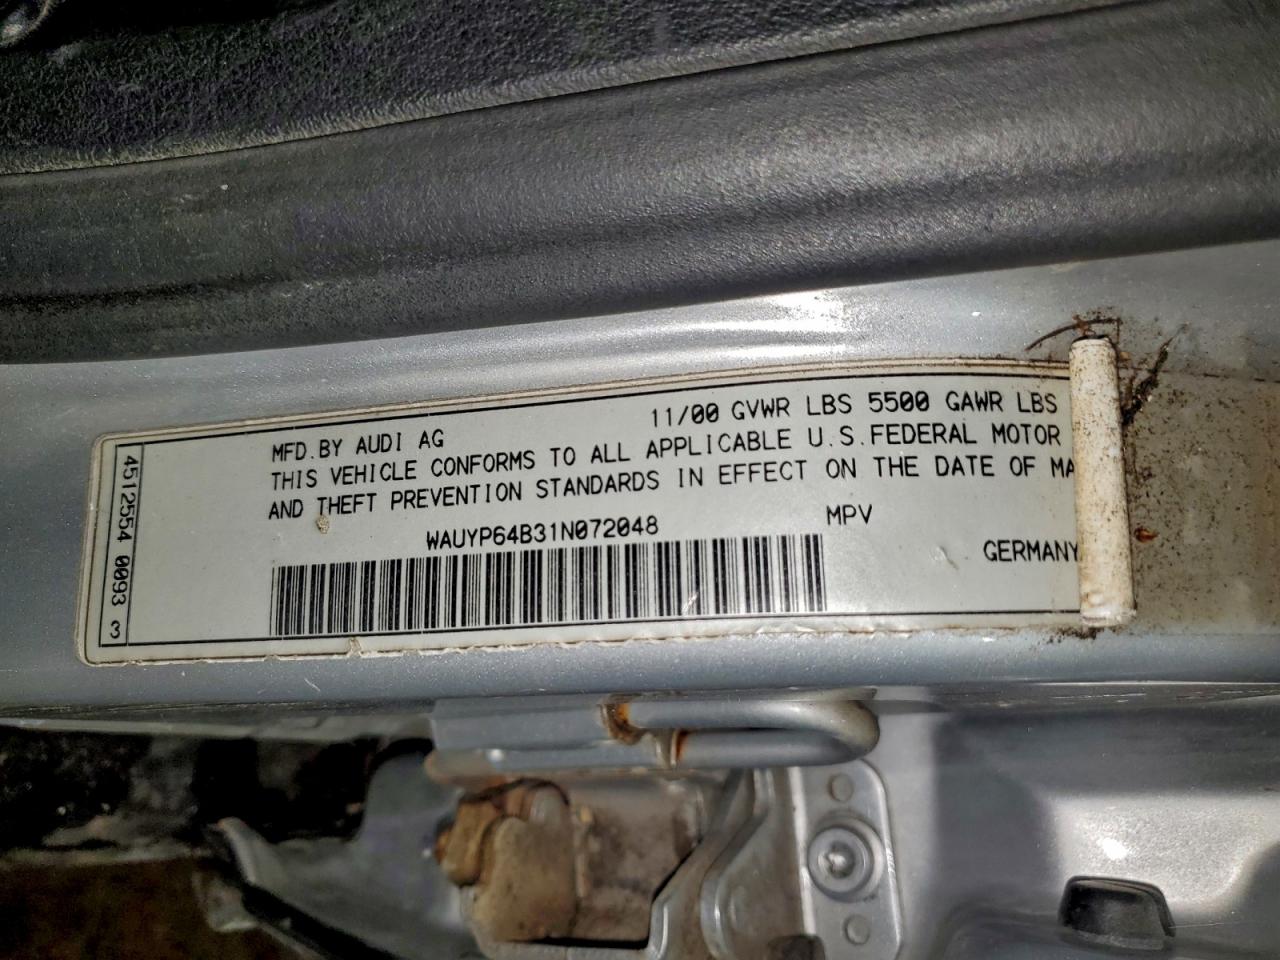 MFD.BY AUDI AG 11/00 GVWR LBS 5500 GAWR LBS
THIS VEHICLE CONFORMS TO ALL APPLICABLE U.S.FEDERAL MOTOR
AND THEFT PREVENTION STANDARDS IN EFFECT ON THE DATE OF MA
WAUYP64B31N072048 MPV
GERMANY
4512554 0093 3